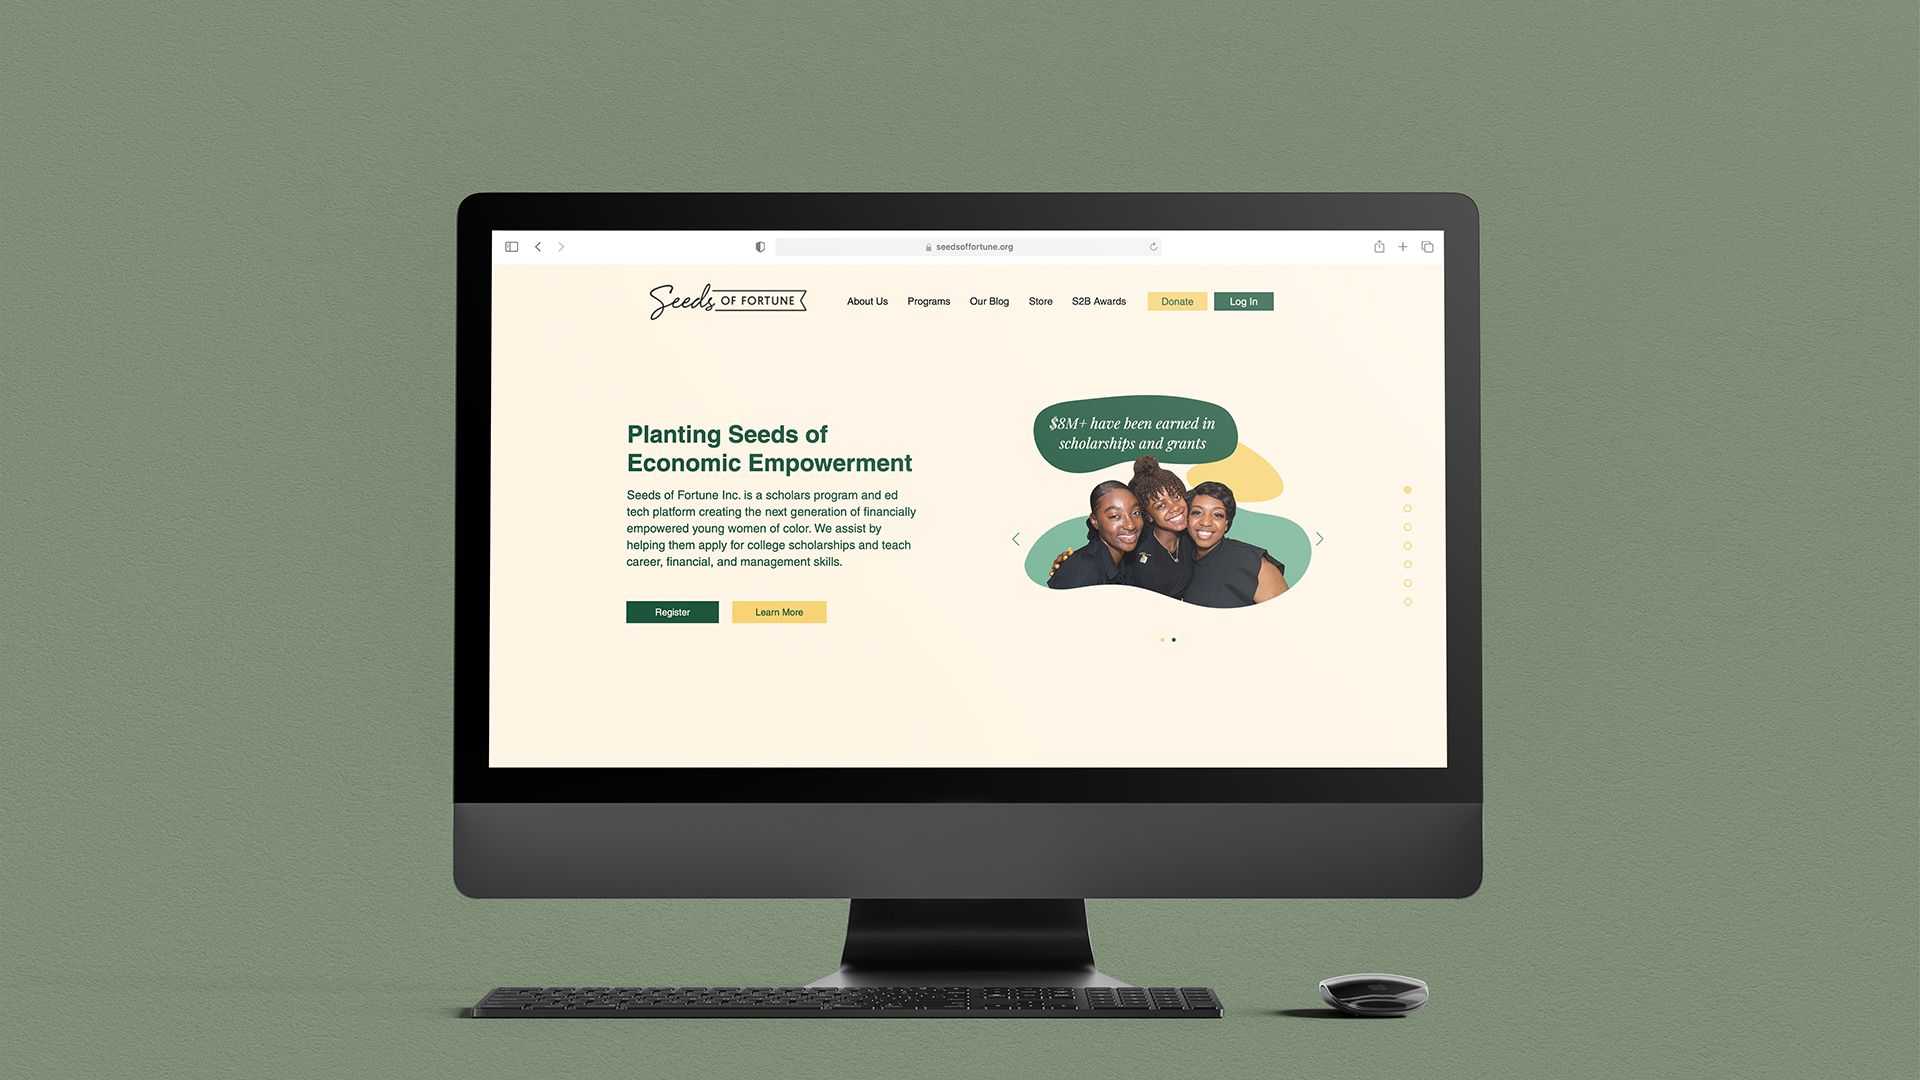 seedsoffortune.org
Seeds OF FORTUNE
About Us
Programs
Our Blog
Store
S2B Awards
Donate
Log In
Planting Seeds of
Economic Empowerment
Seeds of Fortune Inc. is a scholars program and ed
tech platform creating the next generation of financially
empowered young women of color. We assist by
helping them apply for college scholarships and teach
career, financial, and management skills.
Register
Learn More
$8M+ have been earned in
scholarships and grants